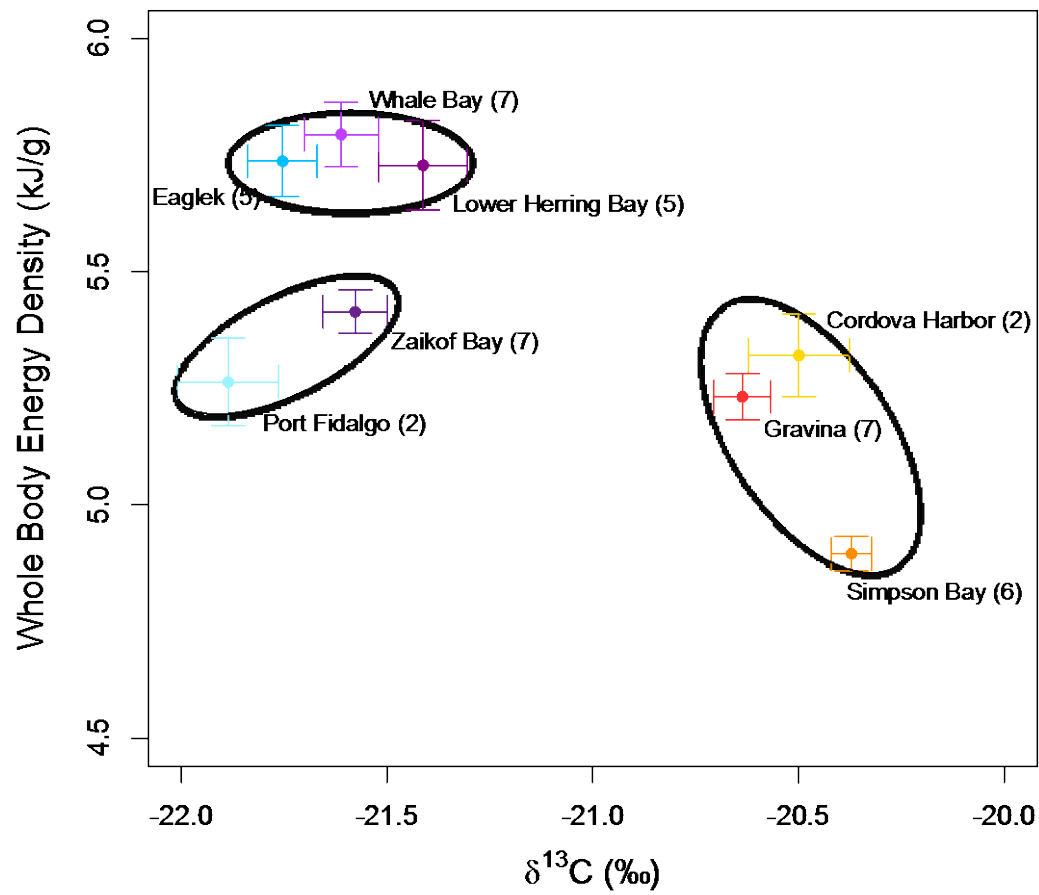 6.0
Whale Bay (7)
Eaglek (5)
Lower Herring Bay (5)
5.5
Cordova Harbor (2)
Zaikof Bay (7)
Port Fidalgo (2)
Gravina (7)
5.0
Simpson Bay (6)
4.5
Whole Body Energy Density (kJ/g)
-22.0 -21.5 -21.0 -20.5 -20.0
δ¹³C (‰)